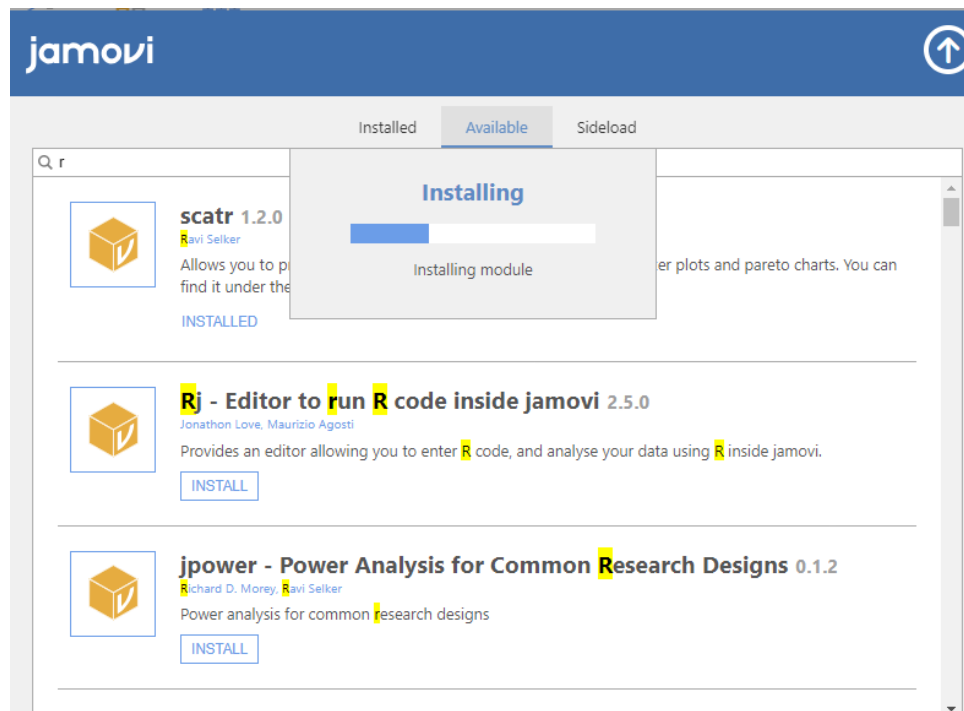 jamovi
Installed Available Sideload
r
Installing
Installing module
scatr 1.2.0
Ravi Selker
Allows you to er plots and pareto charts. You can
find it under the
INSTALLED
Rj - Editor to run R code inside jamovi 2.5.0
Jonathon Love, Maurizio Agosti
Provides an editor allowing you to enter R code, and analyse your data using R inside jamovi.
INSTALL
jpower - Power Analysis for Common Research Designs 0.1.2
Richard D. Morey, Ravi Selker
Power analysis for common research designs
INSTALL